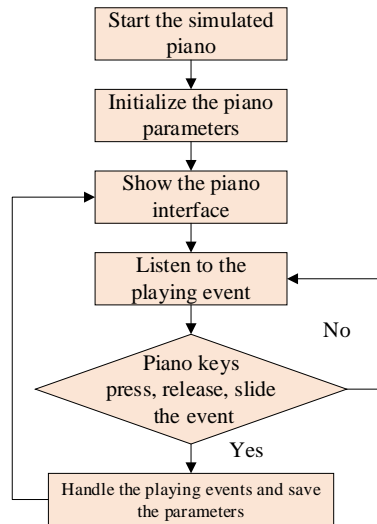 Start the simulated
piano
Initialize the piano
parameters
Show the piano
interface
Listen to the
playing event
No
Piano keys
press, release, slide
the event
Yes
Handle the playing events and save
the parameters